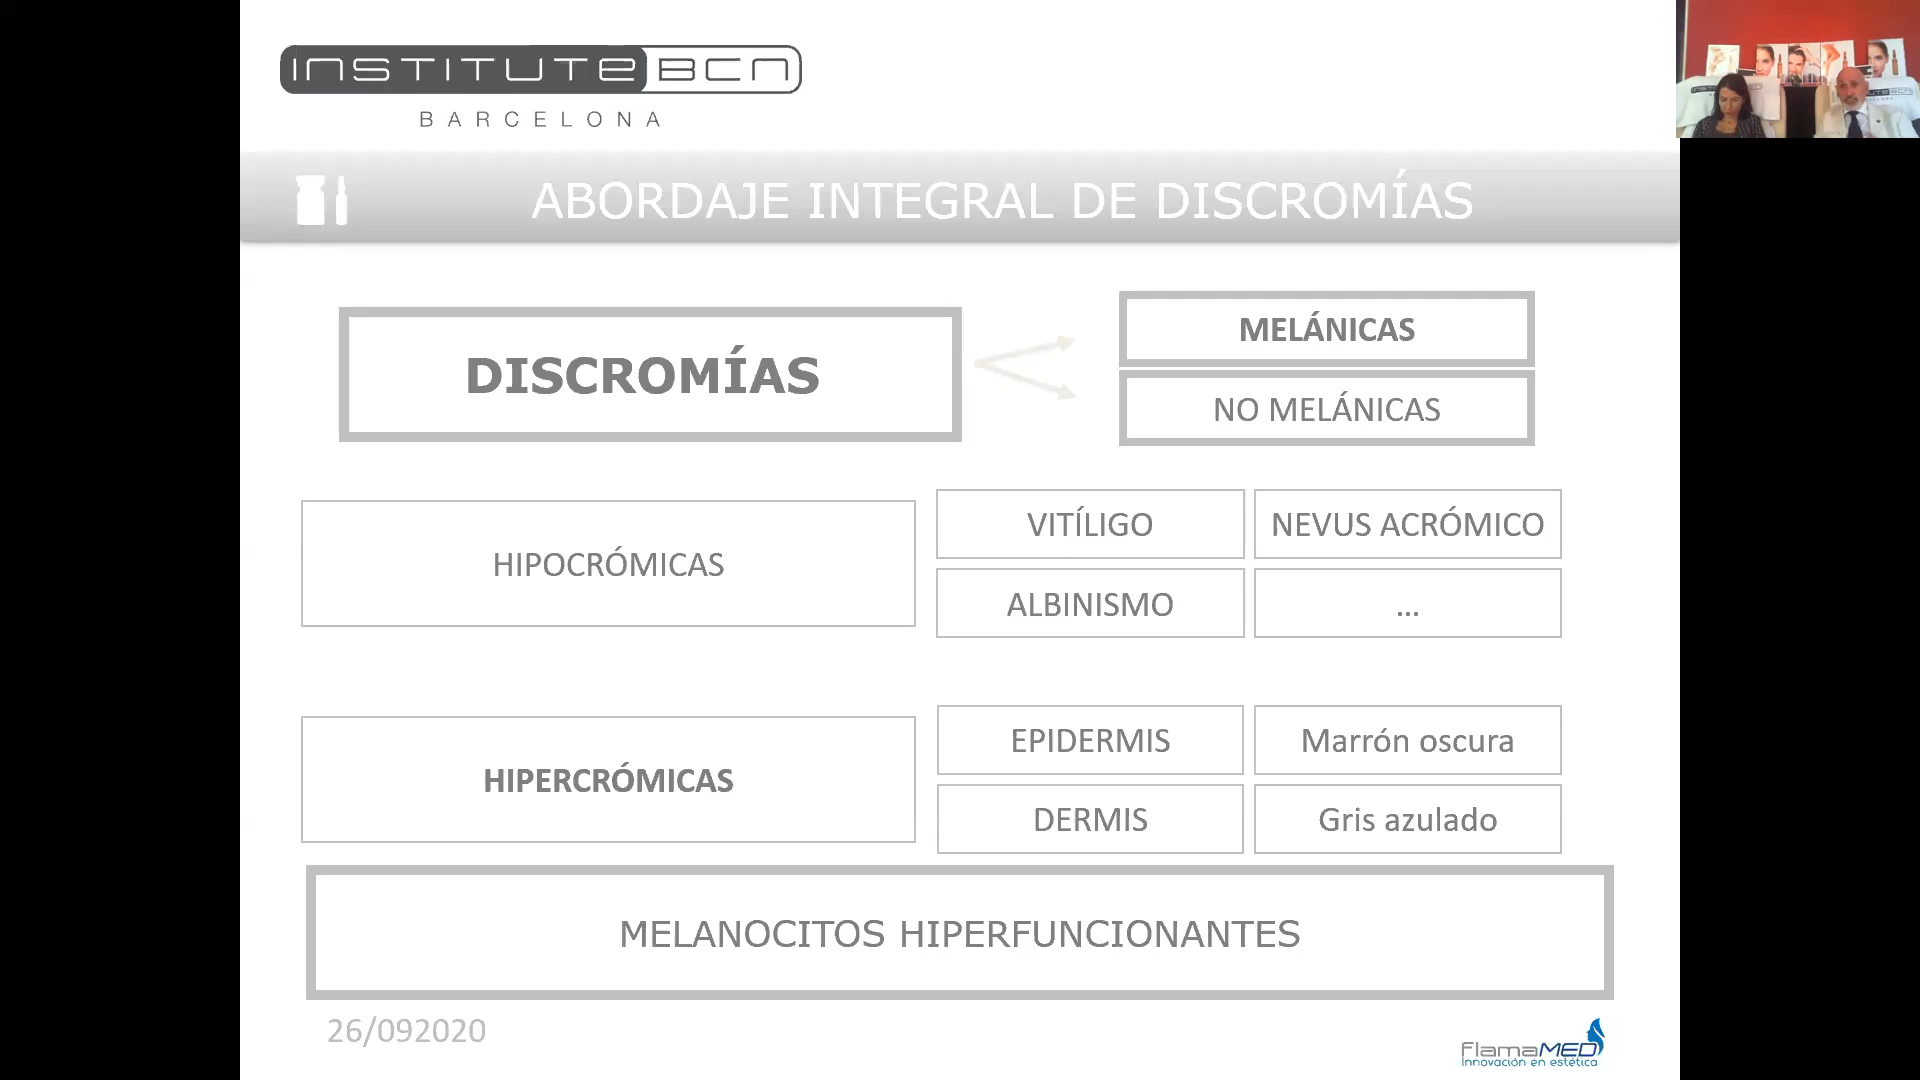 INSTITUTE BCN
BARCELONA
ABORDAJE INTEGRAL DE DISCROMÍAS
DISCROMÍAS
MELÁNICAS
NO MELÁNICAS
HIPOCRÓMICAS
VITÍLIGO
NEVUS ACRÓMICO
ALBINISMO
...
HIPERCRÓMICAS
EPIDERMIS
Marrón oscura
DERMIS
Gris azulado
MELANOCITOS HIPERFUNCIONANTES
26/092020
FlamaMED
Innovación en estética